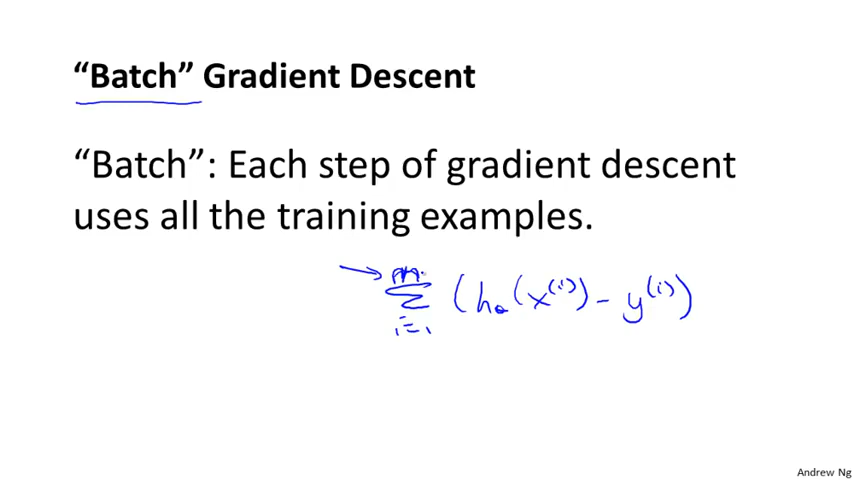 “Batch” Gradient Descent
“Batch”: Each step of gradient descent
uses all the training examples.
m
Σ (hθ(x⁽ⁱ⁾) - y⁽ⁱ⁾)
i=1
Andrew Ng